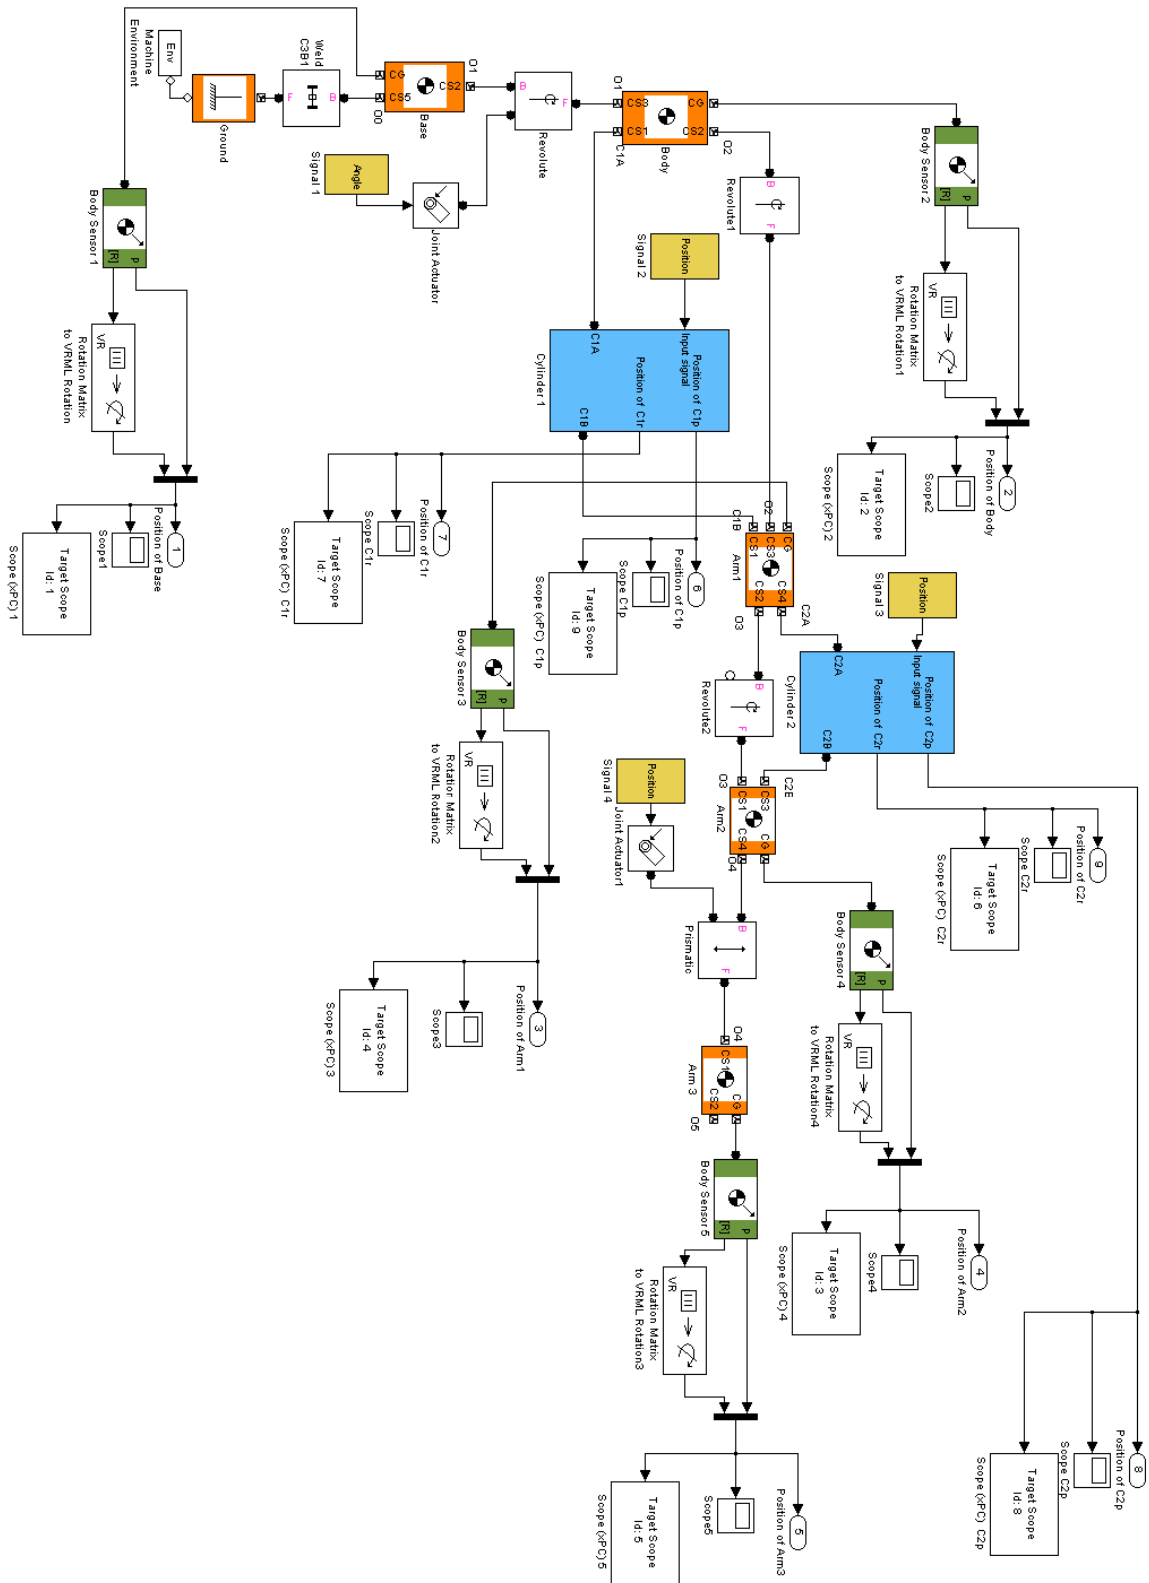 Machine
Environment
Env
Ground
Weld
C3B1
F
B
O0
CG
CS5
CS2
Base
O1
B
F
Revolute
Angle
Signal 1
Joint Actuator
O1
CS3
CS1
CG
CS2
Body
C1A
O2
B
F
Revolute1
p
[R]
Body Sensor 2
VR
Rotation Matrix
to VRML Rotation1
2
Position of Body
Scope2
Target Scope
Id: 2
Scope (xPC) 2
p
[R]
Body Sensor 1
VR
Rotation Matrix
to VRML Rotation
1
Position of Base
Scope1
Target Scope
Id: 1
Scope (xPC) 1
Position
Signal 2
Input signal
C1A
Position of C1p
Position of C1r
C1B
Cylinder 1
7
Position of C1r
Scope C1r
Target Scope
Id: 7
Scope (xPC) C1r
6
Position of C1p
Scope C1p
Target Scope
Id: 9
Scope (xPC) C1p
C1B
O2
CG
CS3
CS1
CS4
CS2
Arm1
C2A
O3
p
[R]
Body Sensor 3
VR
Rotation Matrix
to VRML Rotation2
3
Position of Arm1
Scope3
Target Scope
Id: 4
Scope (xPC) 3
Position
Signal 3
Input signal
C2A
Position of C2p
Position of C2r
C2B
Cylinder 2
9
Position of C2r
Scope C2r
Target Scope
Id: 6
Scope (xPC) C2r
8
Position of C2p
Scope C2p
Target Scope
Id: 8
Scope (xPC) C2p
B
F
Revolute2
O3
C2B
CS3
CS1
CG
CS4
Arm2
O4
Position
Signal 4
Joint Actuator1
B
F
Prismatic
p
[R]
Body Sensor 4
VR
Rotation Matrix
to VRML Rotation4
4
Position of Arm2
Scope4
Target Scope
Id: 3
Scope (xPC) 4
O4
CS1
CG
CS2
Arm 3
O5
p
[R]
Body Sensor 5
VR
Rotation Matrix
to VRML Rotation3
5
Position of Arm3
Scope5
Target Scope
Id: 5
Scope (xPC) 5